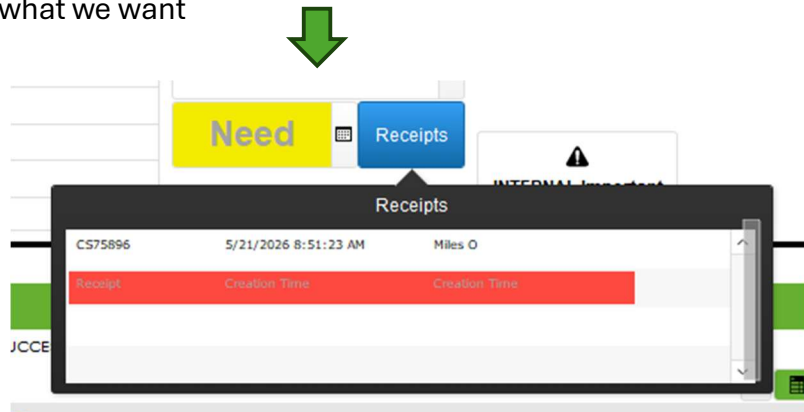 what we want
Need
Receipts
INTERNAL Important
Receipts
CS75896 5/21/2026 8:51:23 AM Miles O
Receipt Creation Time Creation Time
UCCE